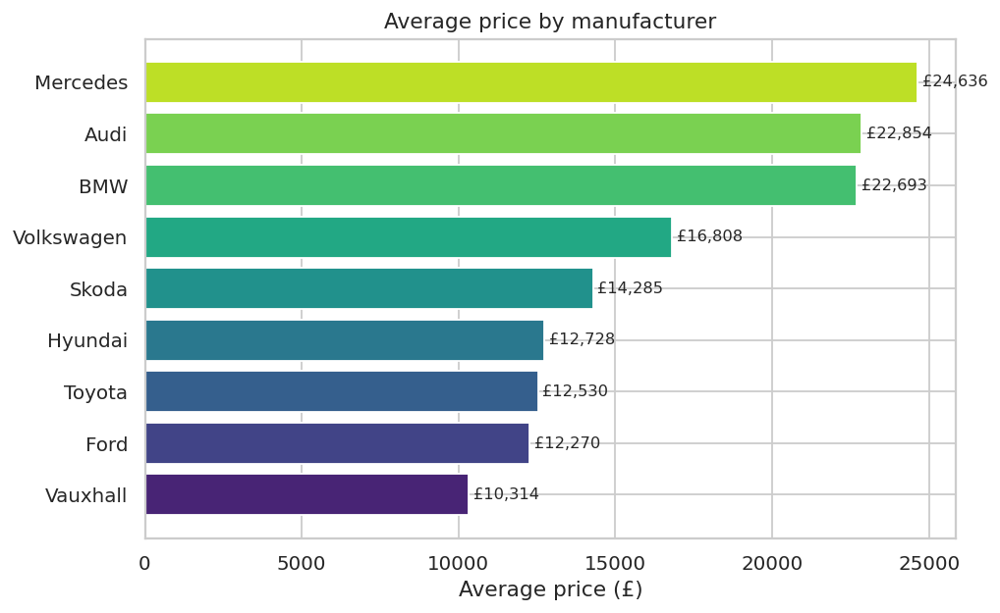 Average price by manufacturer
Mercedes £24,636
Audi £22,854
BMW £22,693
Volkswagen £16,808
Skoda £14,285
Hyundai £12,728
Toyota £12,530
Ford £12,270
Vauxhall £10,314
0 5000 10000 15000 20000 25000
Average price (£)